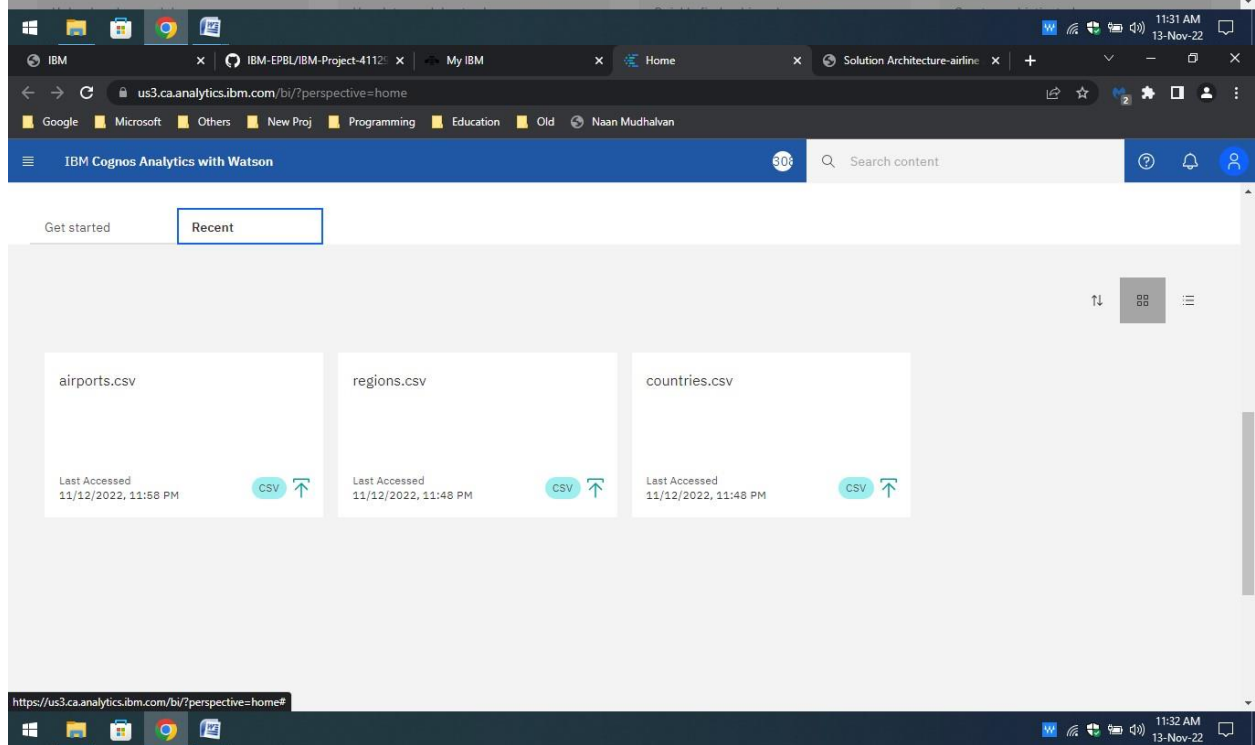 11:31 AM
13-Nov-22
IBM
IBM-EPBL/IBM-Project-4112
My IBM
Home
Solution Architecture-airline
us3.ca.analytics.ibm.com/bi/?perspective=home
2
Google Microsoft Others New Proj Programming Education Old Naan Mudhalvan
IBM Cognos Analytics with Watson
308
Search content
Get started Recent
airports.csv
Last Accessed
11/12/2022, 11:58 PM
CSV
regions.csv
Last Accessed
11/12/2022, 11:48 PM
CSV
countries.csv
Last Accessed
11/12/2022, 11:48 PM
CSV
https://us3.ca.analytics.ibm.com/bi/?perspective=home#
11:32 AM
13-Nov-22